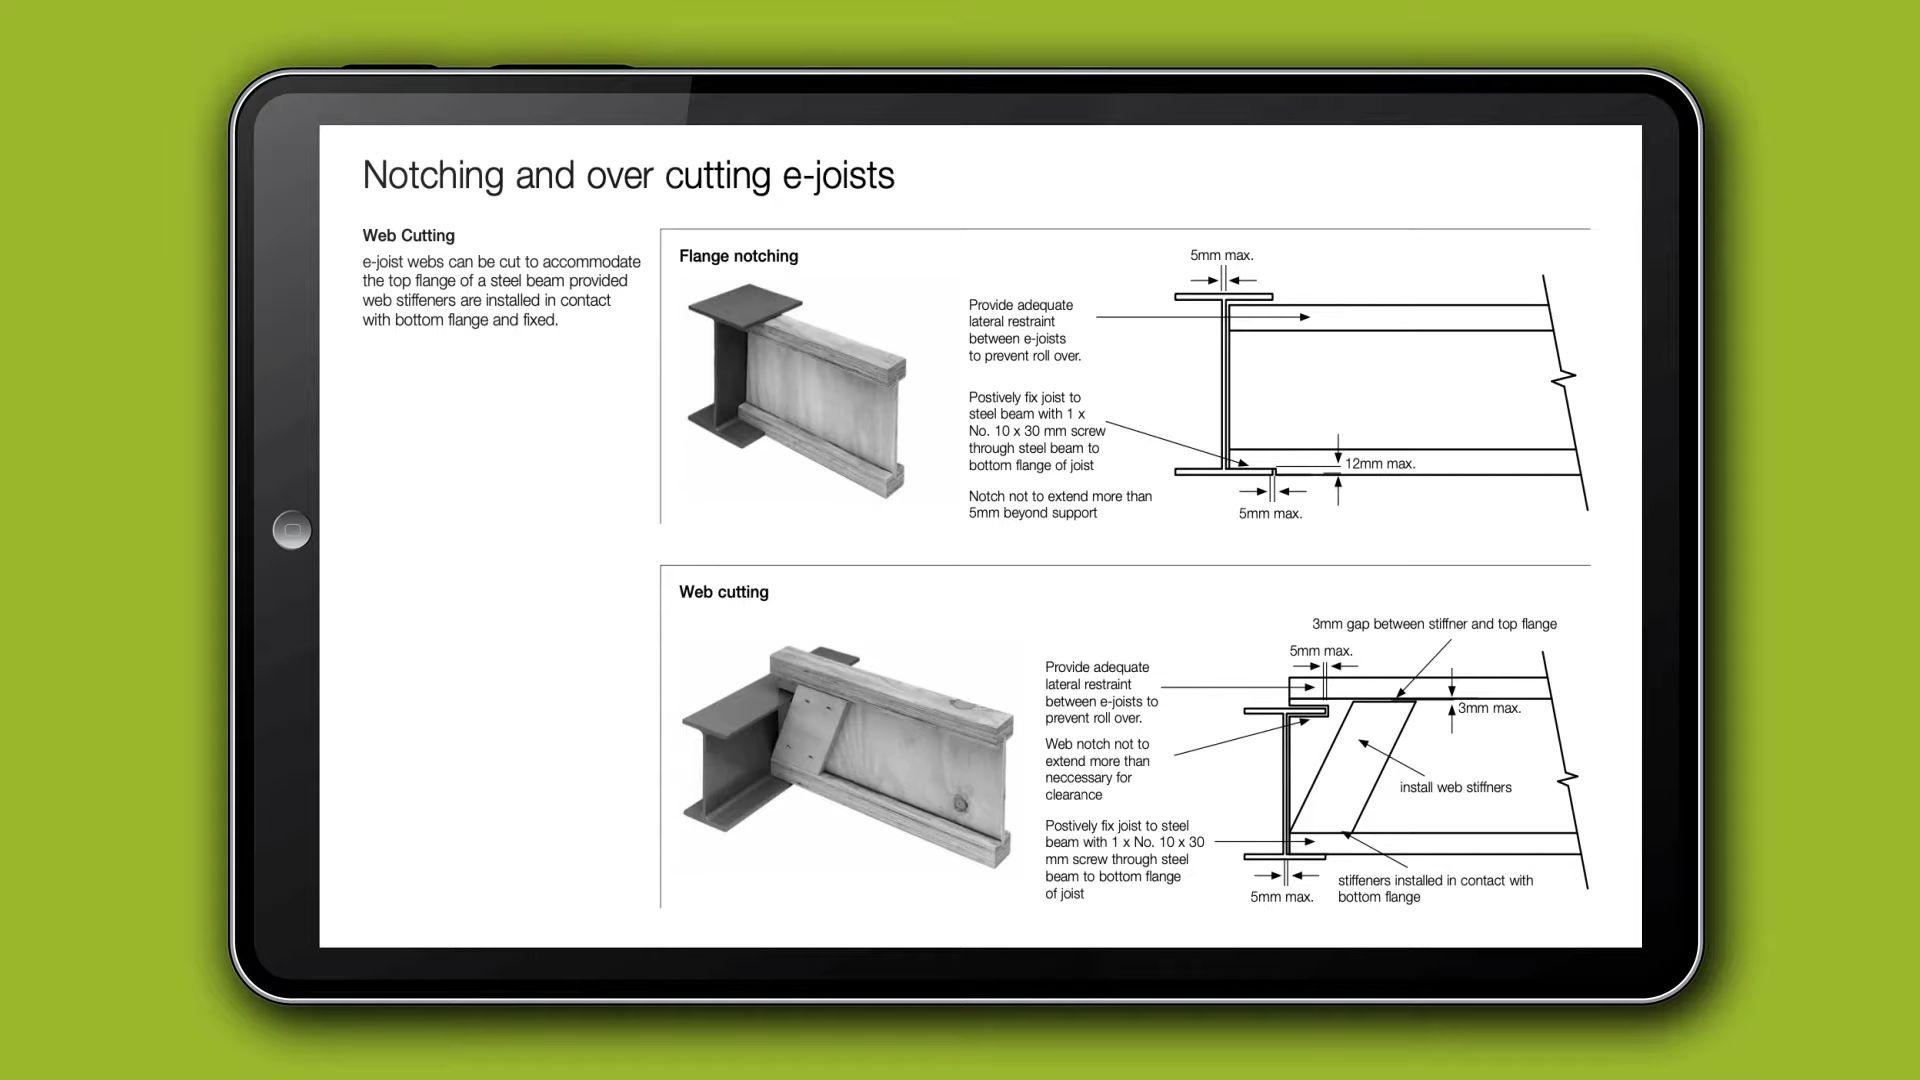 Notching and over cutting e-joists
Web Cutting
e-joist webs can be cut to accommodate
the top flange of a steel beam provided
web stiffeners are installed in contact
with bottom flange and fixed.
Flange notching
5mm max.
Provide adequate
lateral restraint
between e-joists
to prevent roll over.
Postively fix joist to
steel beam with 1 x
No. 10 x 30 mm screw
through steel beam to
bottom flange of joist
12mm max.
Notch not to extend more than
5mm beyond support
5mm max.
Web cutting
3mm gap between stiffner and top flange
5mm max.
Provide adequate
lateral restraint
between e-joists to
prevent roll over.
3mm max.
Web notch not to
extend more than
neccessary for
clearance
install web stiffners
Postively fix joist to steel
beam with 1 x No. 10 x 30
mm screw through steel
beam to bottom flange
of joist
5mm max.
stiffeners installed in contact with
bottom flange